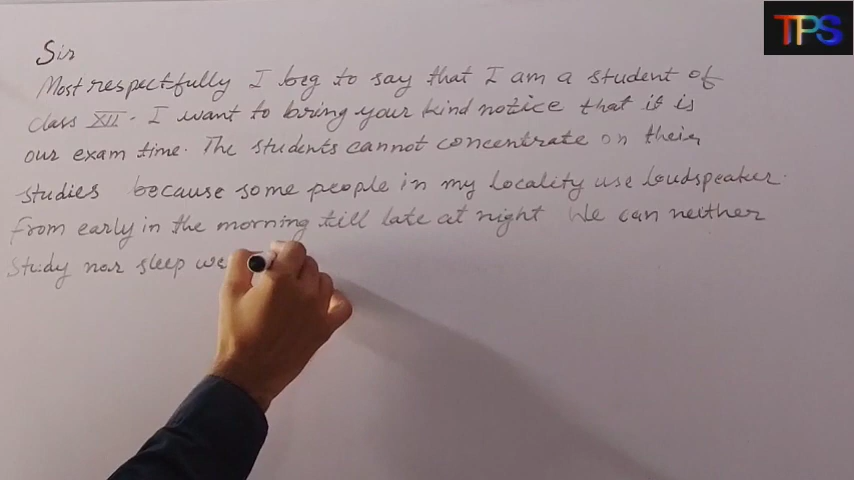 TPS
Sir
Most respectfully I beg to say that I am a student of
class XII. I want to bring your kind notice that it is
our exam time. The students cannot concentrate on their
studies because some people in my locality use loudspeaker.
From early in the morning till late at night We can neither
Study nor sleep we